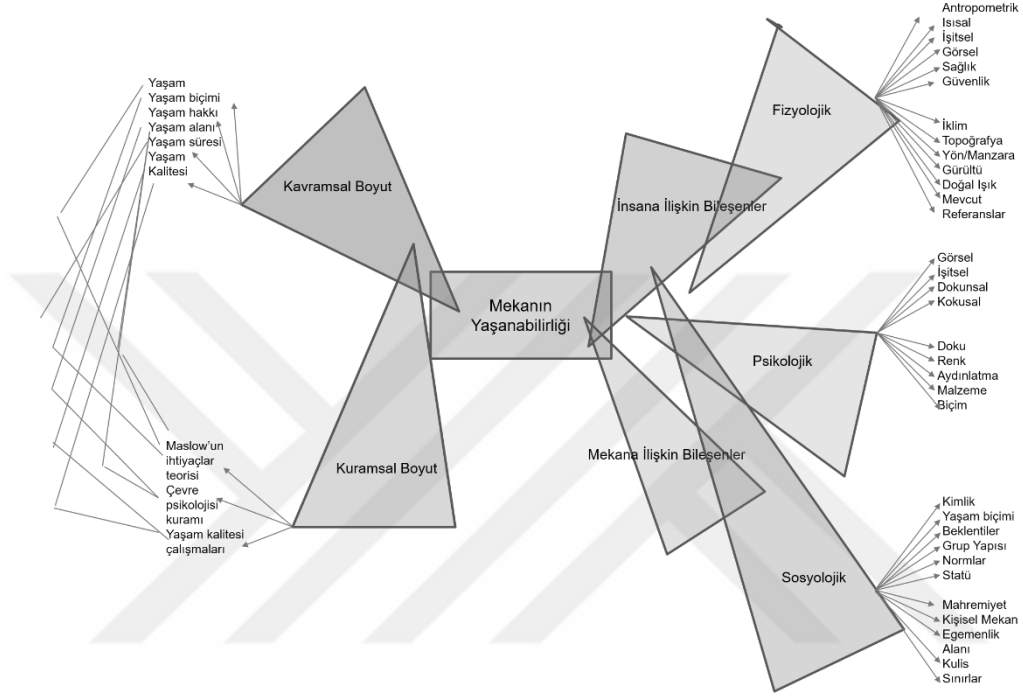 Yaşam
Yaşam biçimi
Yaşam hakkı
Yaşam alanı
Yaşam süresi
Yaşam
Kalitesi
Kavramsal Boyut
Mekanın
Yaşanabilirliği
Kuramsal Boyut
Maslow'un
ihtiyaçlar
teorisi
Çevre
psikolojisi
kuramı
Yaşam kalitesi
çalışmaları
İnsana İlişkin Bileşenler
Mekana İlişkin Bileşenler
Fizyolojik
Antropometrik
Isısal
İşitsel
Görsel
Sağlık
Güvenlik
İklim
Topoğrafya
Yön/Manzara
Gürültü
Doğal Işık
Mevcut
Referanslar
Psikolojik
Görsel
İşitsel
Dokunsal
Kokusal
Doku
Renk
Aydınlatma
Malzeme
Biçim
Sosyolojik
Kimlik
Yaşam biçimi
Beklentiler
Grup Yapısı
Normlar
Statü
Mahremiyet
Kişisel Mekan
Egemenlik
Alanı
Kulis
Sınırlar